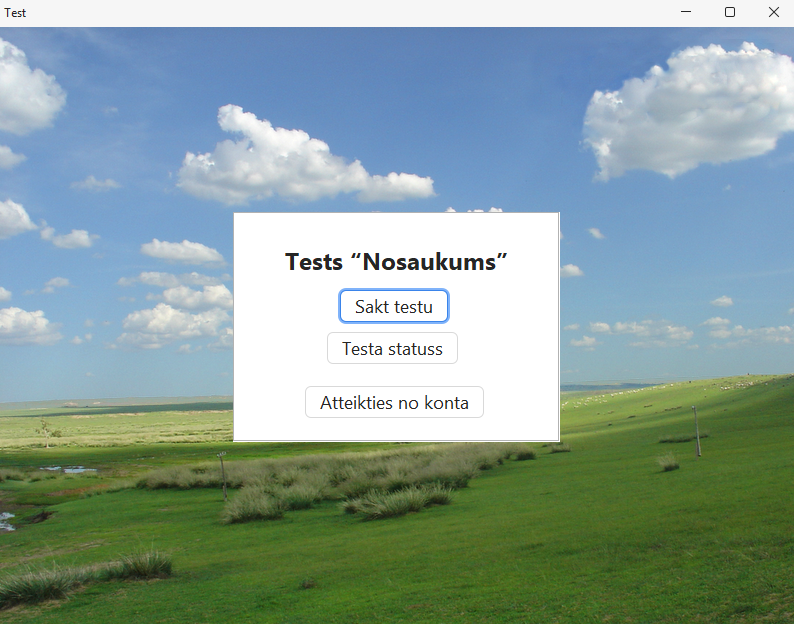 Test
Tests “Nosaukums”
Sakt testu
Testa statuss
Atteikties no konta